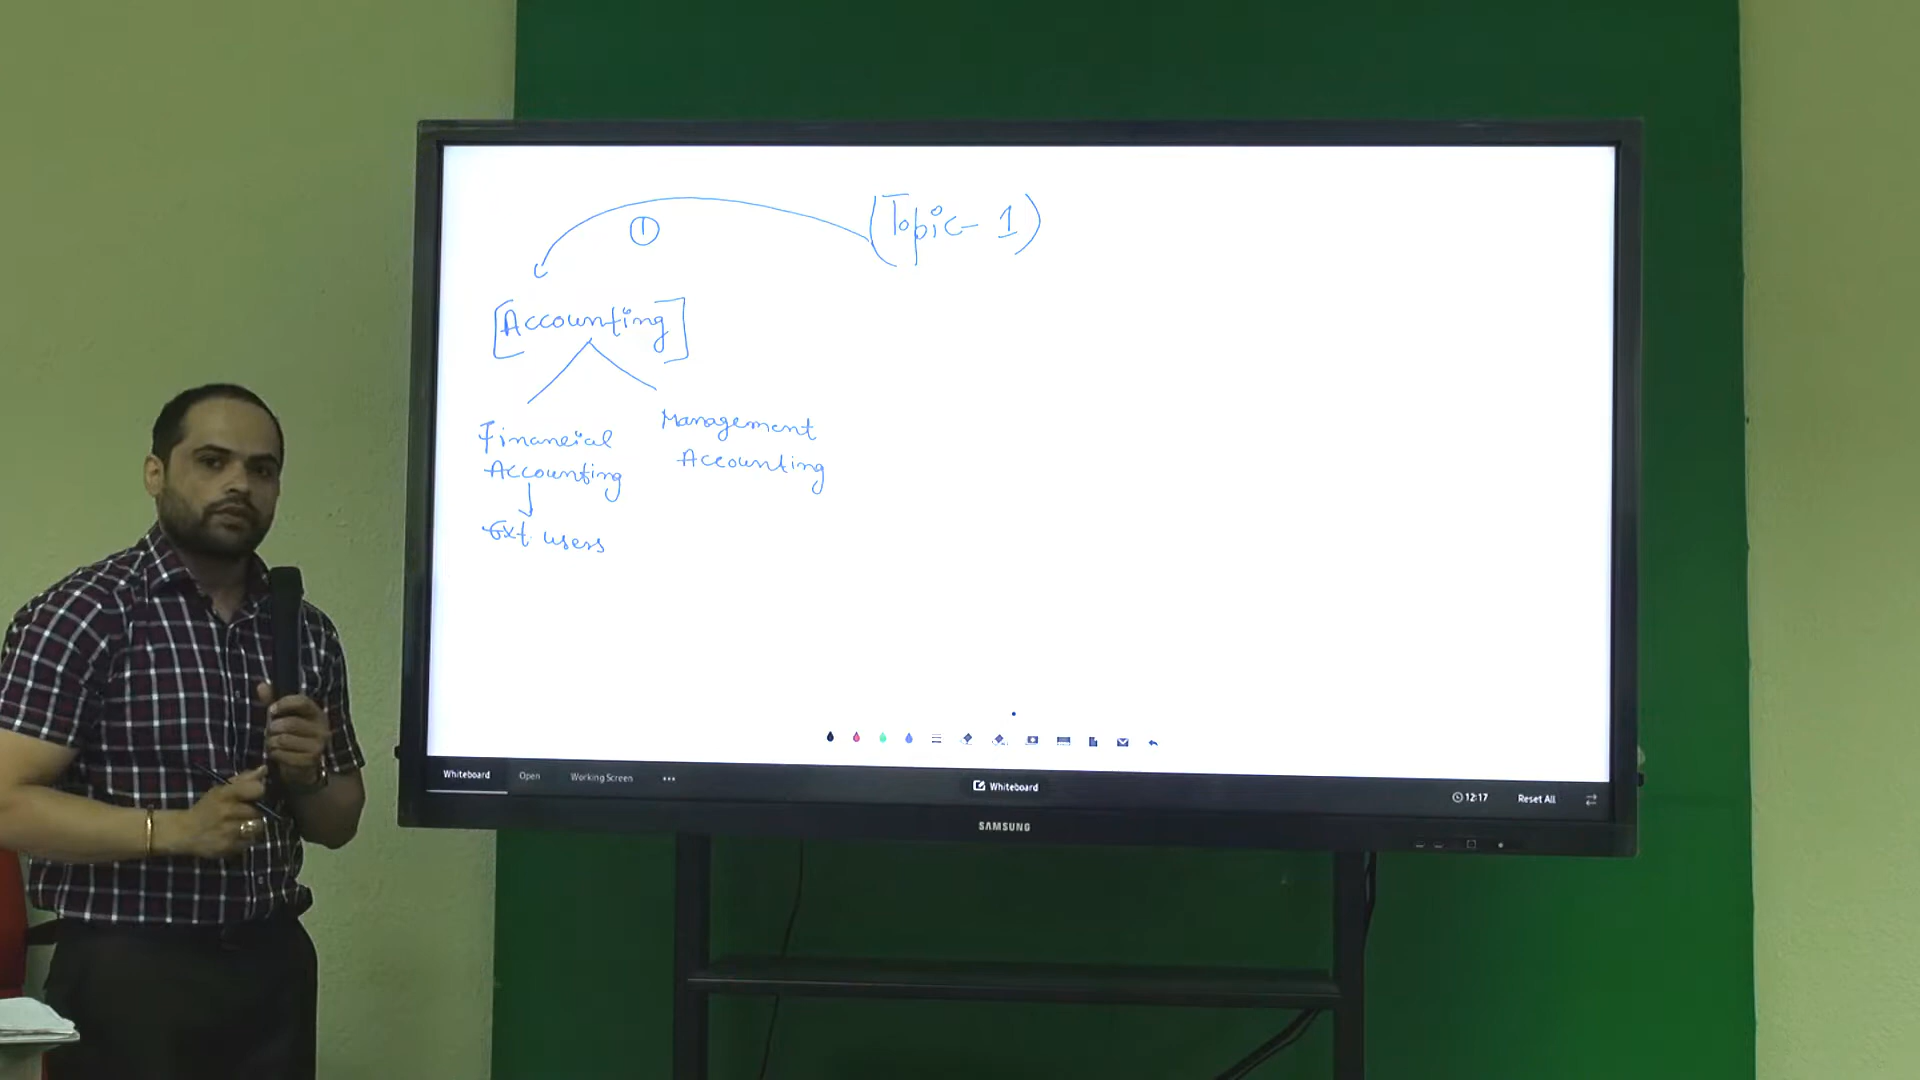 (Topic- 1)
1
[Accounting]
Financial
Accounting
Management
Accounting
Ext. users
Whiteboard
Open
Working Screen
Whiteboard
12:17
Reset All
SAMSUNG